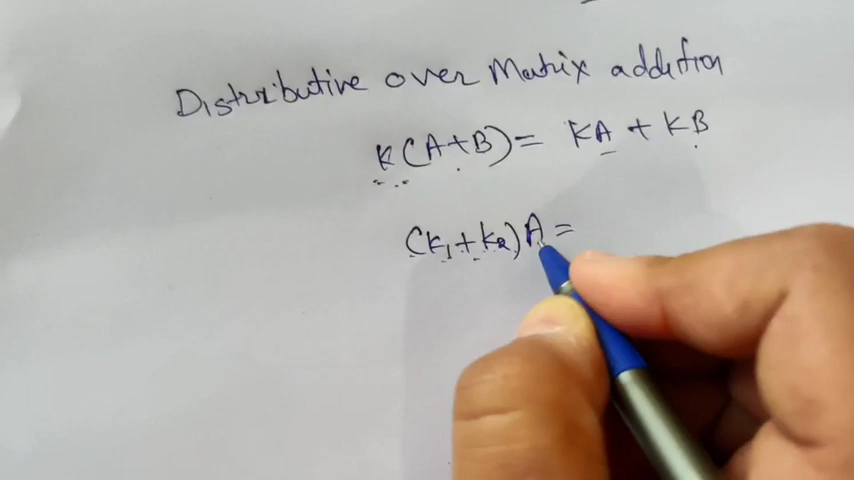 Distributive over Matrix addition
K(A+B)= KA + KB
(K₁+K₂)A=